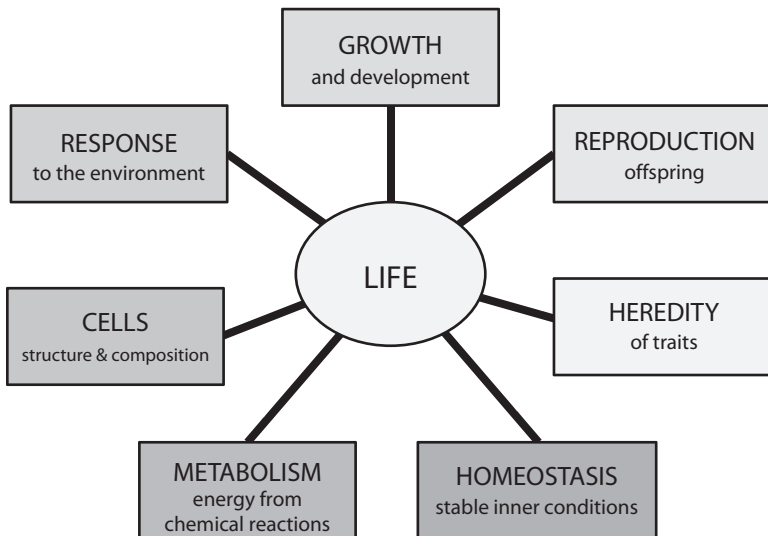 GROWTH
and development
RESPONSE
to the environment
REPRODUCTION
offspring
LIFE
CELLS
structure & composition
HEREDITY
of traits
METABOLISM
energy from
chemical reactions
HOMEOSTASIS
stable inner conditions